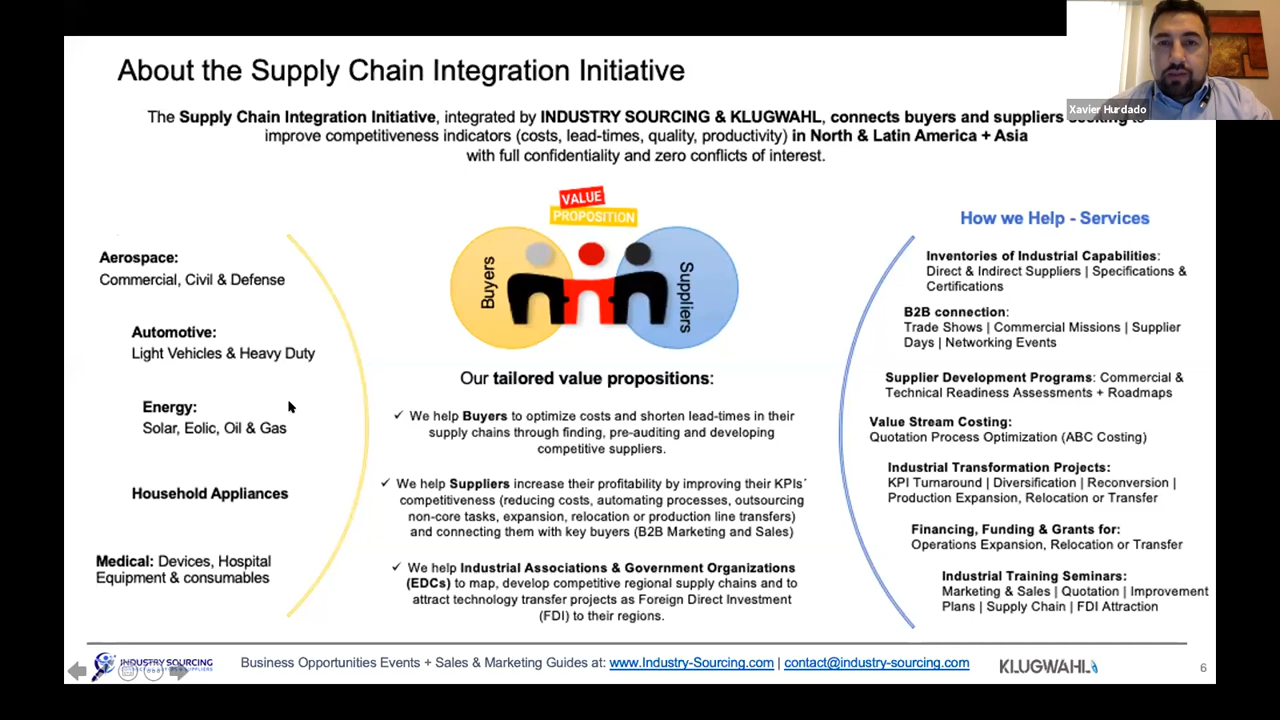 About the Supply Chain Integration Initiative
Xavier Hurdado
The Supply Chain Integration Initiative, integrated by INDUSTRY SOURCING & KLUGWAHL, connects buyers and suppliers seeking to
improve competitiveness indicators (costs, lead-times, quality, productivity) in North & Latin America + Asia
with full confidentiality and zero conflicts of interest.
Aerospace:
Commercial, Civil & Defense
Automotive:
Light Vehicles & Heavy Duty
Energy:
Solar, Eolic, Oil & Gas
Household Appliances
Medical: Devices, Hospital
Equipment & consumables
VALUE
PROPOSITION
Buyers
Suppliers
Our tailored value propositions:
✓ We help Buyers to optimize costs and shorten lead-times in their
supply chains through finding, pre-auditing and developing
competitive suppliers.
✓ We help Suppliers increase their profitability by improving their KPIs´
competitiveness (reducing costs, automating processes, outsourcing
non-core tasks, expansion, relocation or production line transfers)
and connecting them with key buyers (B2B Marketing and Sales)
✓ We help Industrial Associations & Government Organizations
(EDCs) to map, develop competitive regional supply chains and to
attract technology transfer projects as Foreign Direct Investment
(FDI) to their regions.
How we Help - Services
Inventories of Industrial Capabilities:
Direct & Indirect Suppliers | Specifications &
Certifications
B2B connection:
Trade Shows | Commercial Missions | Supplier
Days | Networking Events
Supplier Development Programs: Commercial &
Technical Readiness Assessments + Roadmaps
Value Stream Costing:
Quotation Process Optimization (ABC Costing)
Industrial Transformation Projects:
KPI Turnaround | Diversification | Reconversion |
Production Expansion, Relocation or Transfer
Financing, Funding & Grants for:
Operations Expansion, Relocation or Transfer
Industrial Training Seminars:
Marketing & Sales | Quotation | Improvement
Plans | Supply Chain | FDI Attraction
INDUSTRY SOURCING
Business Opportunities Events + Sales & Marketing Guides at: www.Industry-Sourcing.com | contact@industry-sourcing.com
KLUGWAHL
6